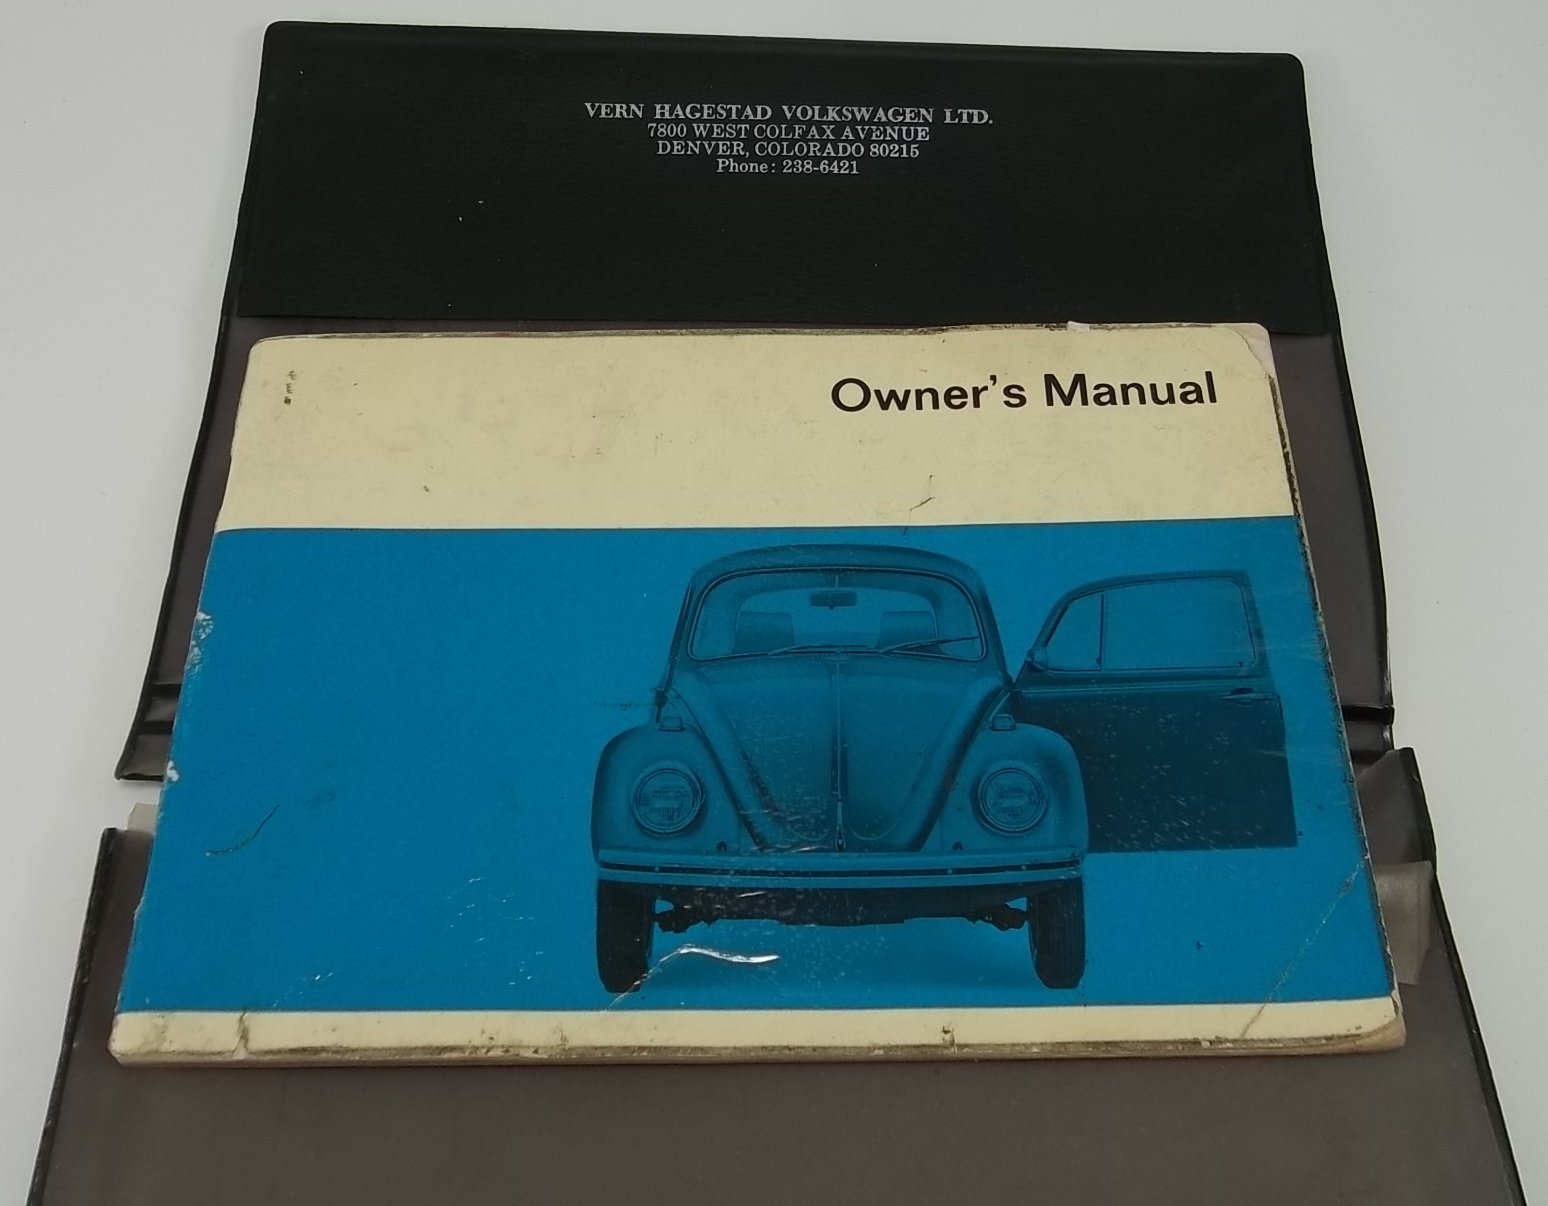 VERN HAGESTAD VOLKSWAGEN LTD.
7800 WEST COLFAX AVENUE
DENVER, COLORADO 80215
Phone: 238-6421
Owner's Manual